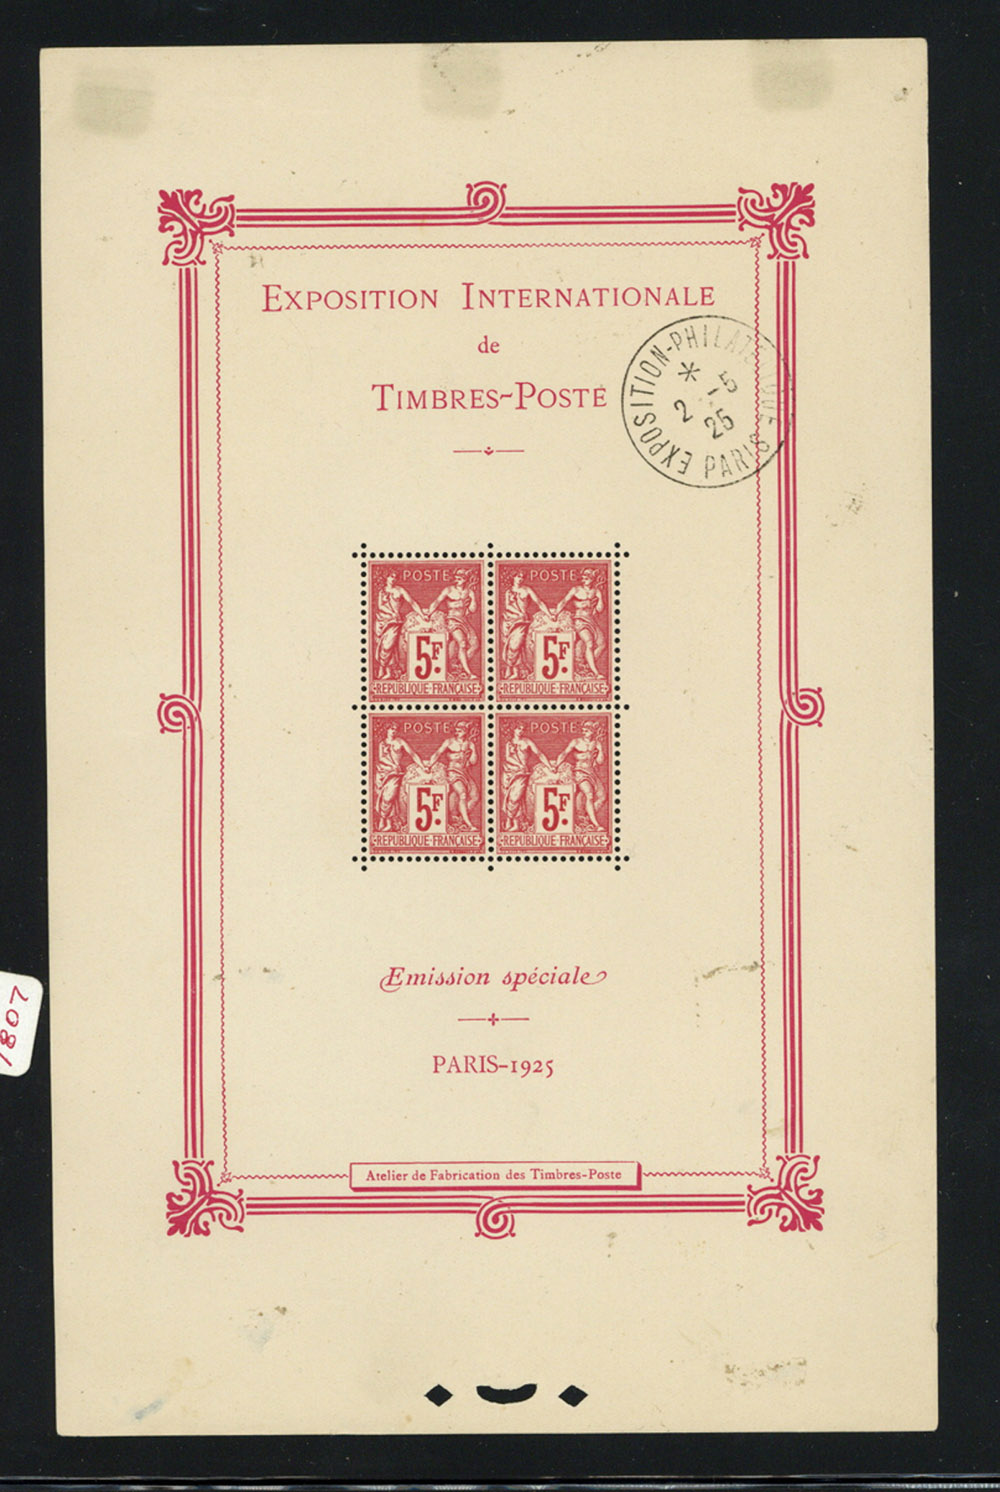 EXPOSITION INTERNATIONALE
de
TIMBRES-POSTE
EXPOSITION-PHILATELIQUE
PARIS
* 5
2
25
POSTE
5F
REPUBLIQUE·FRANÇAISE
POSTE
5F
REPUBLIQUE·FRANÇAISE
POSTE
5F
REPUBLIQUE·FRANÇAISE
POSTE
5F
REPUBLIQUE·FRANÇAISE
Emission spéciale
PARIS-1925
Atelier de Fabrication des Timbres-Poste
1807